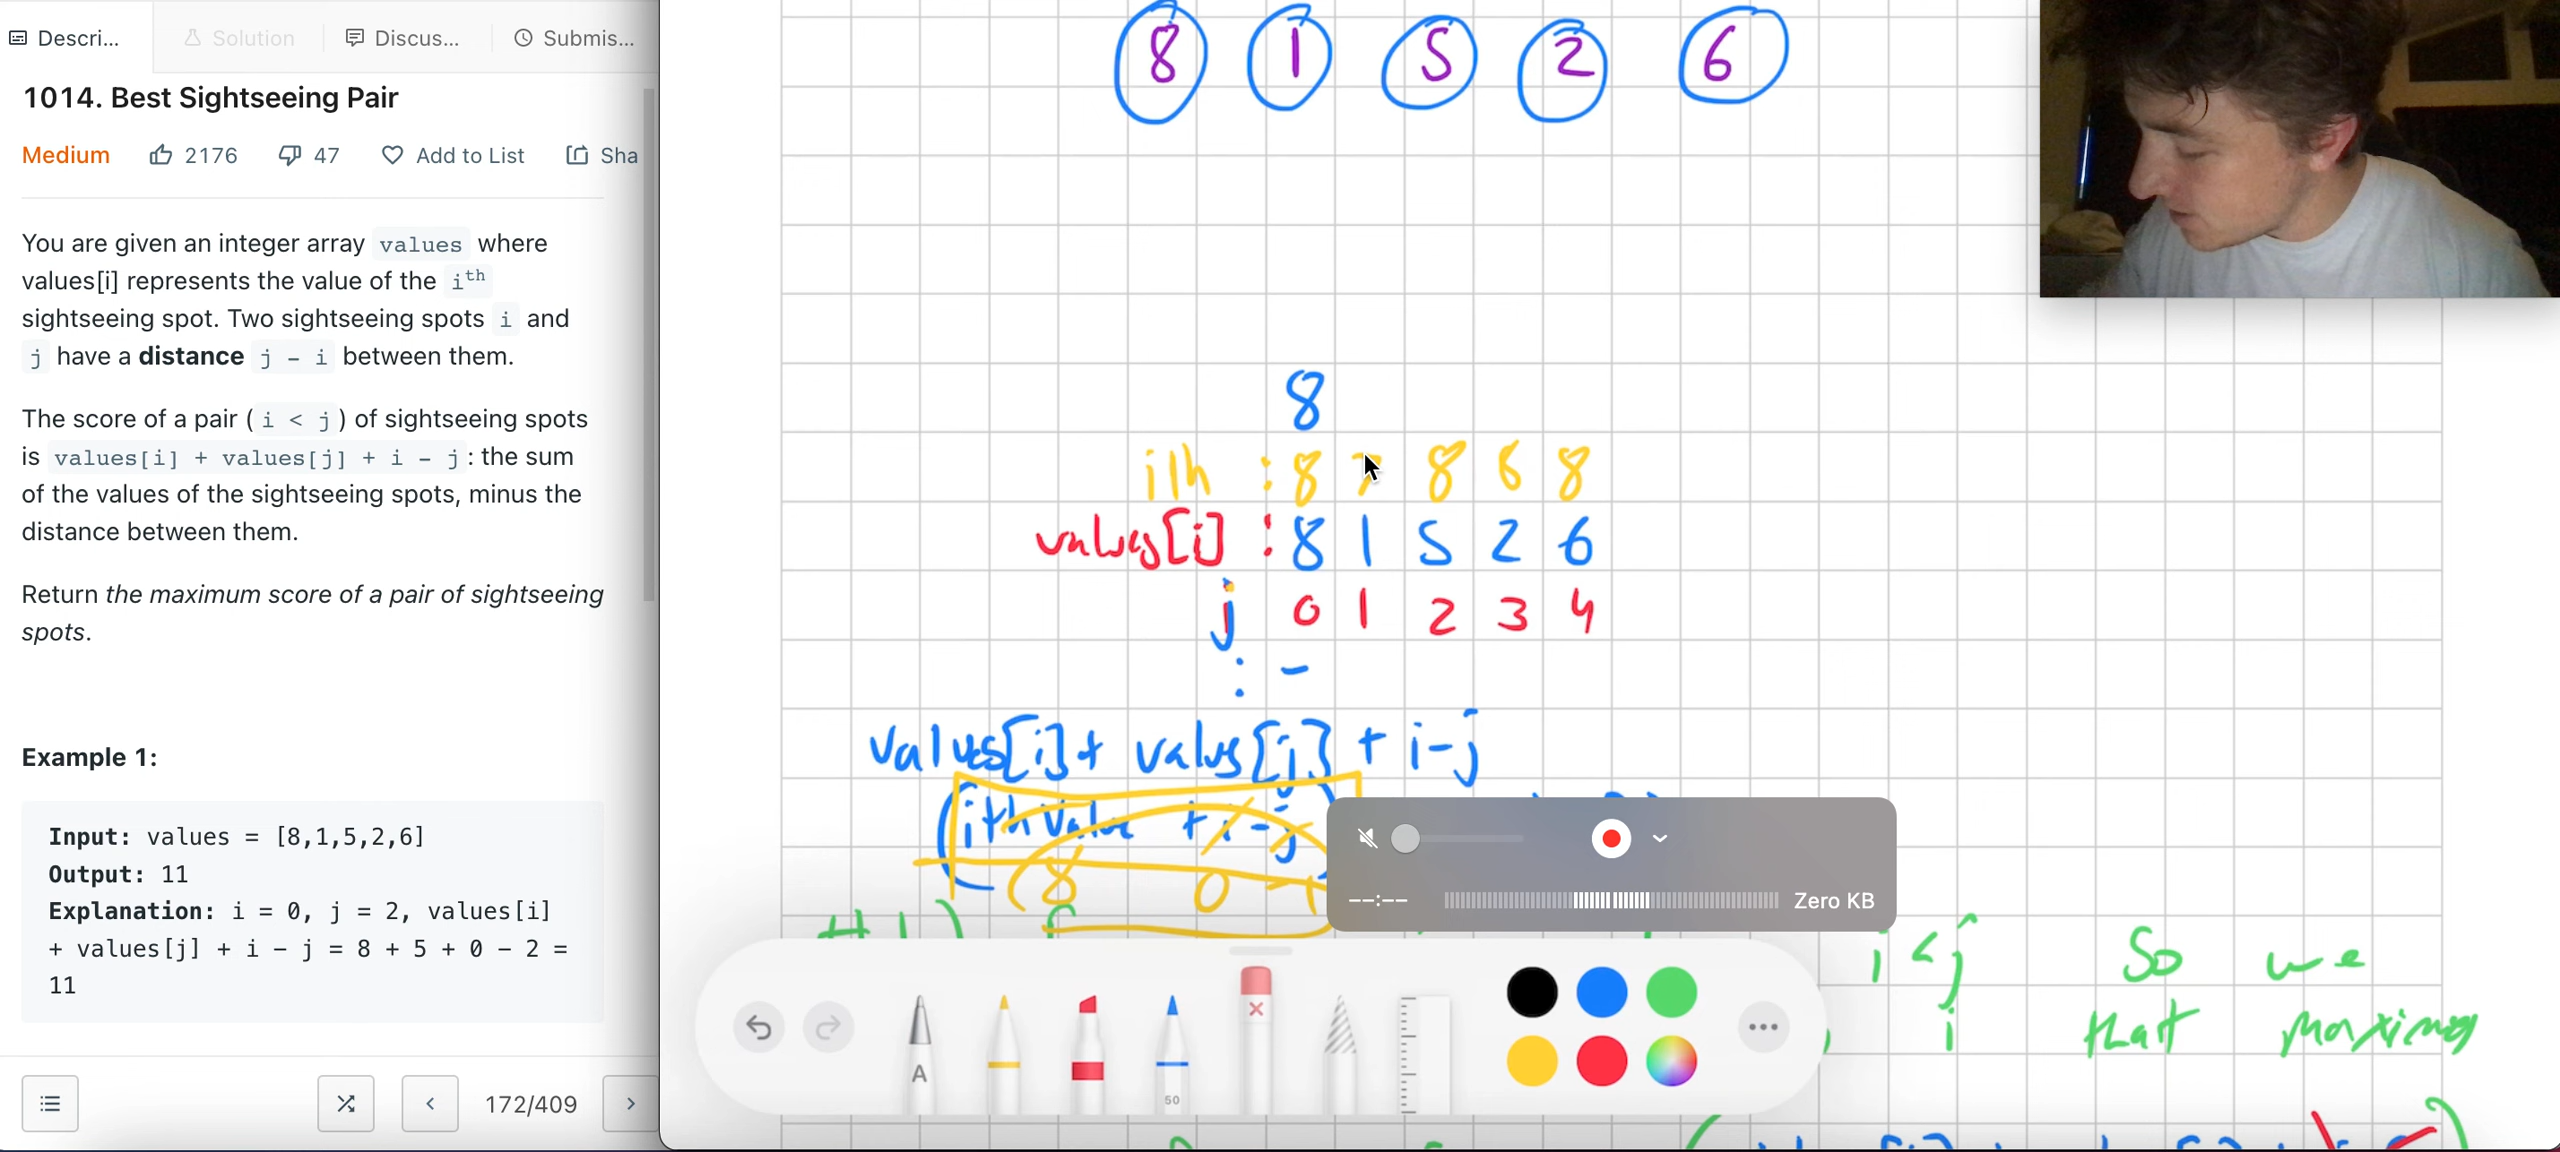 Descri...
Solution
Discus...
Submis...
1014. Best Sightseeing Pair
Medium 2176 47 Add to List Sha
You are given an integer array values where
values[i] represents the value of the ith
sightseeing spot. Two sightseeing spots i and
j have a distance j - i between them.
The score of a pair (i < j) of sightseeing spots
is values[i] + values[j] + i - j: the sum
of the values of the sightseeing spots, minus the
distance between them.
Return the maximum score of a pair of sightseeing
spots.
Example 1:
Input: values = [8,1,5,2,6]
Output: 11
Explanation: i = 0, j = 2, values[i]
+ values[j] + i - j = 8 + 5 + 0 - 2 =
11
172/409
8 1 5 2 6
8
ith : 8 7 8 6 8
values[i] : 8 1 5 2 6
j 0 1 2 3 4
: -
values[i] + values[j] + i-j
(ith value + i - j
(8 0 -1
--:--
Zero KB
A
50
i < j So we
i that